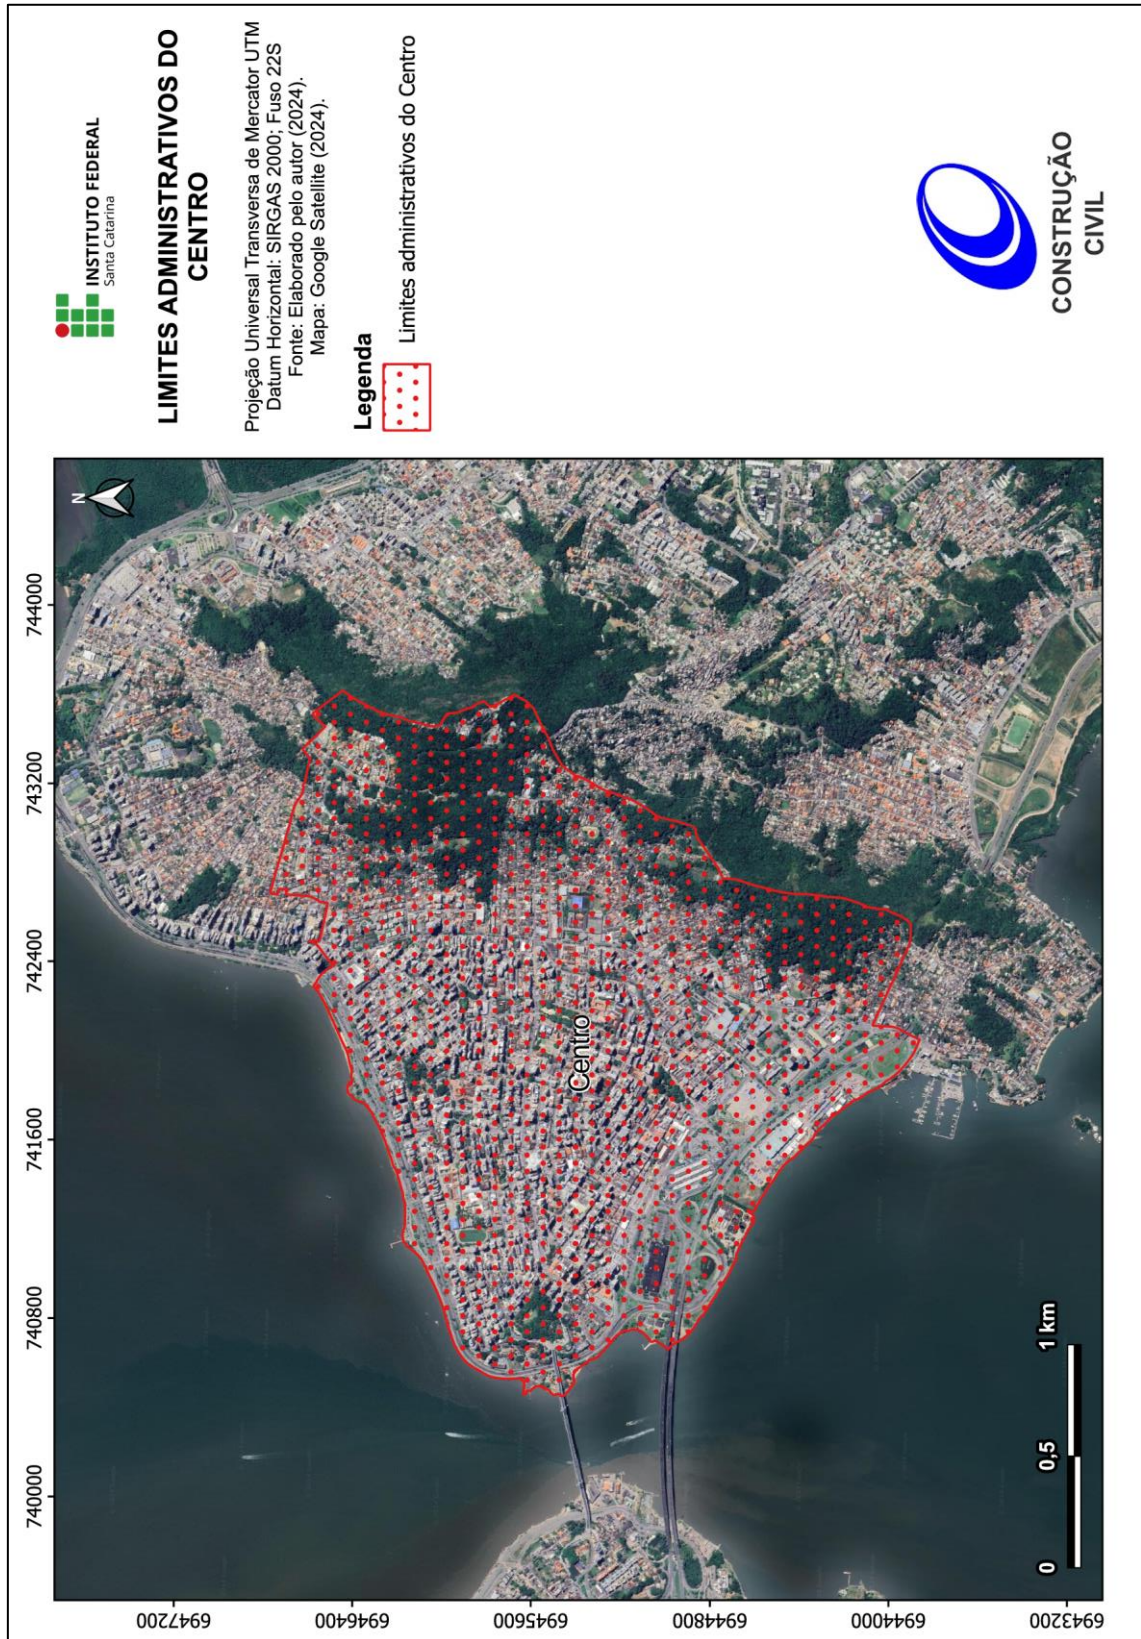 INSTITUTO FEDERAL
Santa Catarina
LIMITES ADMINISTRATIVOS DO
CENTRO
Projeção Universal Transversa de Mercator UTM
Datum Horizontal: SIRGAS 2000; Fuso 22S
Fonte: Elaborado pelo autor (2024).
Mapa: Google Satellite (2024).
Legenda
Limites administrativos do Centro
CONSTRUÇÃO
CIVIL
740000
740800
741600
742400
743200
744000
N
6947200
6946400
6945600
6944800
6944000
6943200
Centro
0
0,5
1 km